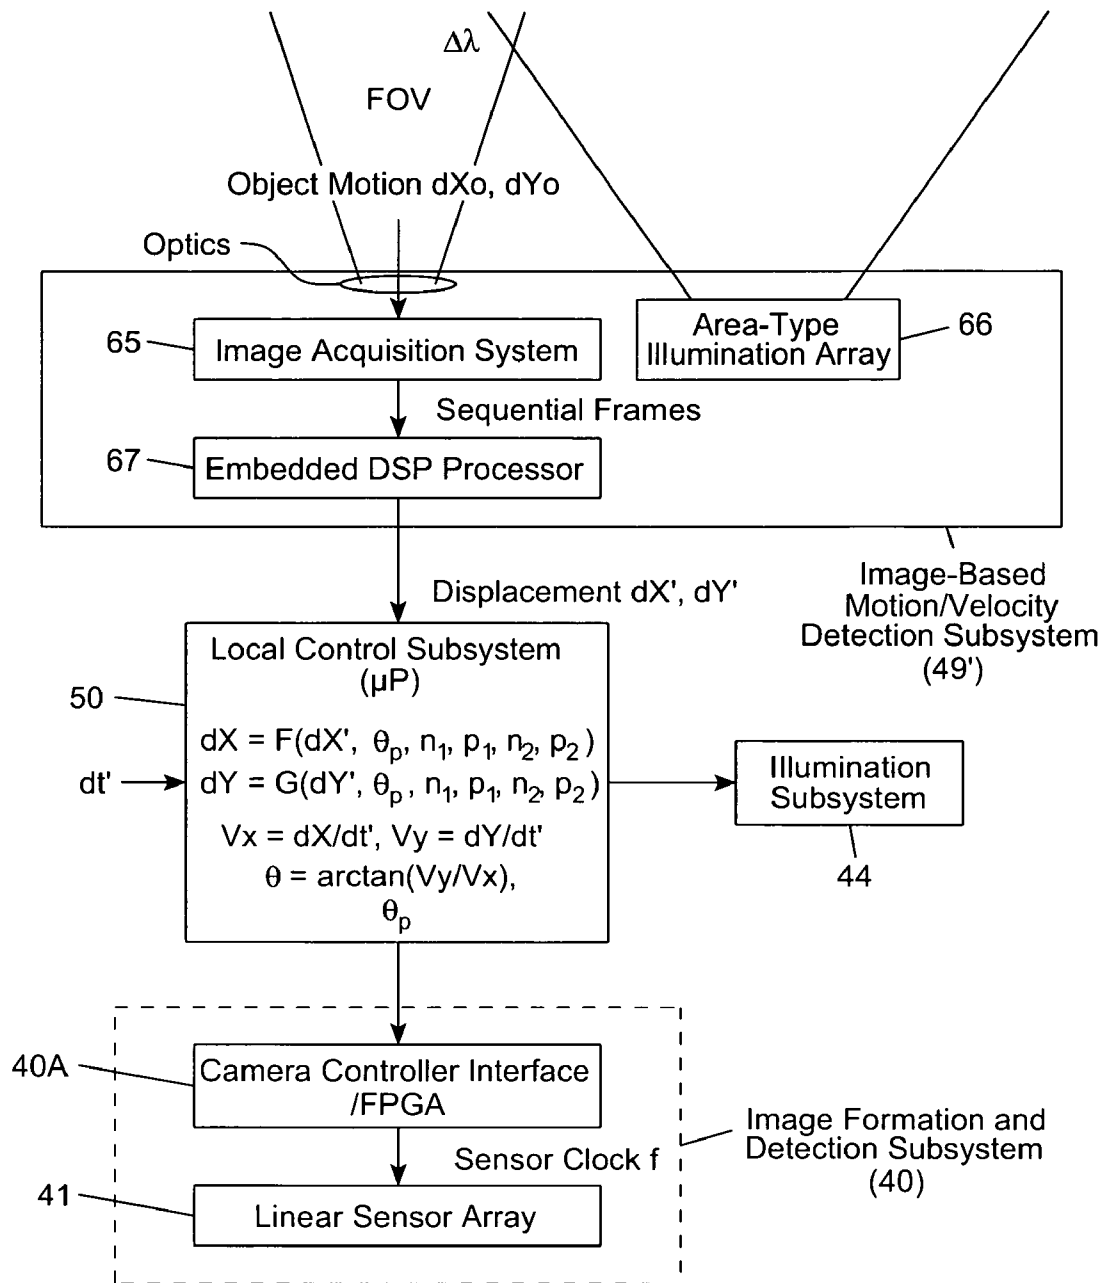 Δλ
FOV
Object Motion dXo, dYo
Optics
65
Image Acquisition System
Area-Type
Illumination Array
66
Sequential Frames
67
Embedded DSP Processor
Displacement dX', dY'
Image-Based
Motion/Velocity
Detection Subsystem
(49')
Local Control Subsystem
(µP)
50
dX = F(dX', θp, n1, p1, n2, p2)
dt'
dY = G(dY', θp, n1, p1, n2, p2)
Vx = dX/dt', Vy = dY/dt'
θ = arctan(Vy/Vx),
θp
Illumination
Subsystem
44
40A
Camera Controller Interface
/FPGA
Sensor Clock f
Image Formation and
Detection Subsystem
(40)
41
Linear Sensor Array